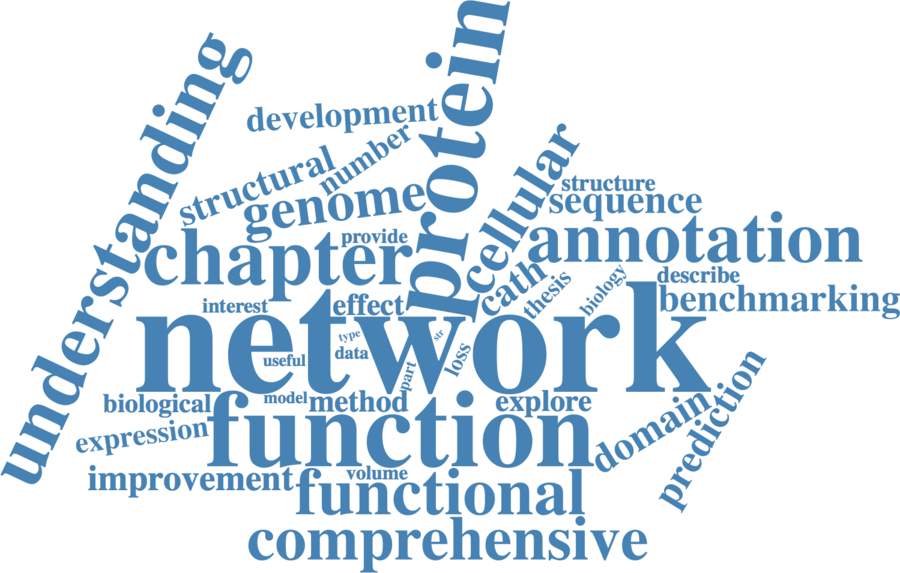 understanding
protein
development
number
structural
genome
cellular
structure
sequence
chapter
provide
annotation
cath
thesis
biology
describe
benchmarking
interest
effect
network
type
str
data
useful
loss
part
model
biological
method
explore
function
expression
domain
prediction
improvement
volume
functional
comprehensive